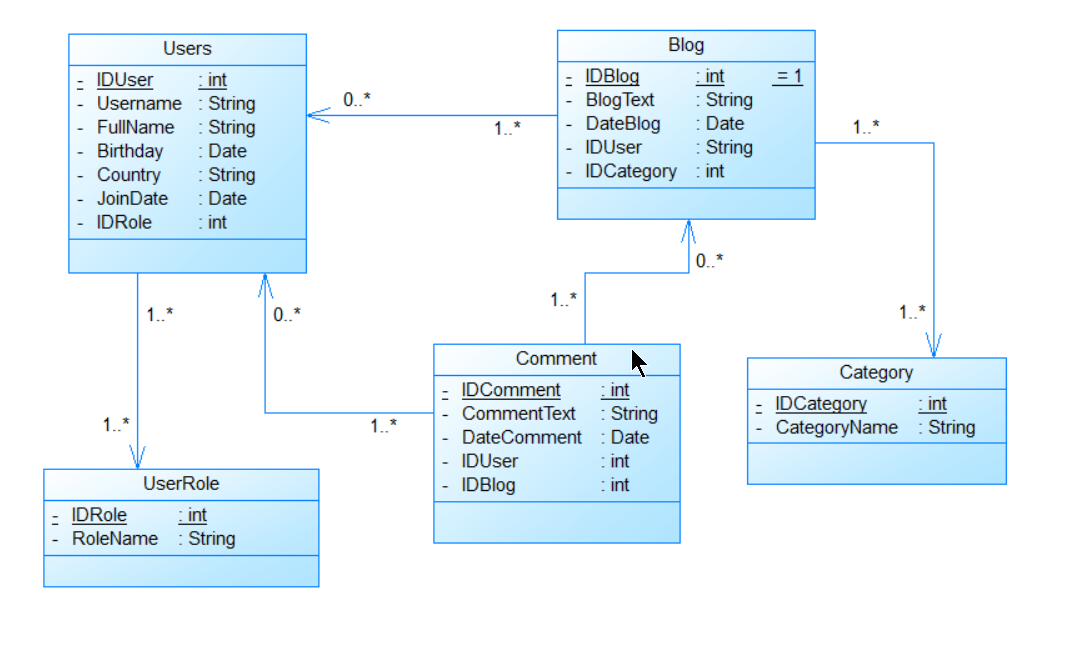 Users
- IDUser : int
- Username : String
- FullName : String
- Birthday : Date
- Country : String
- JoinDate : Date
- IDRole : int
0..*
1..*
Blog
- IDBlog : int = 1
- BlogText : String
- DateBlog : Date
- IDUser : String
- IDCategory : int
1..*
0..*
1..*
1..*
0..*
1..*
1..*
1..*
Comment
- IDComment : int
- CommentText : String
- DateComment : Date
- IDUser : int
- IDBlog : int
Category
- IDCategory : int
- CategoryName : String
UserRole
- IDRole : int
- RoleName : String